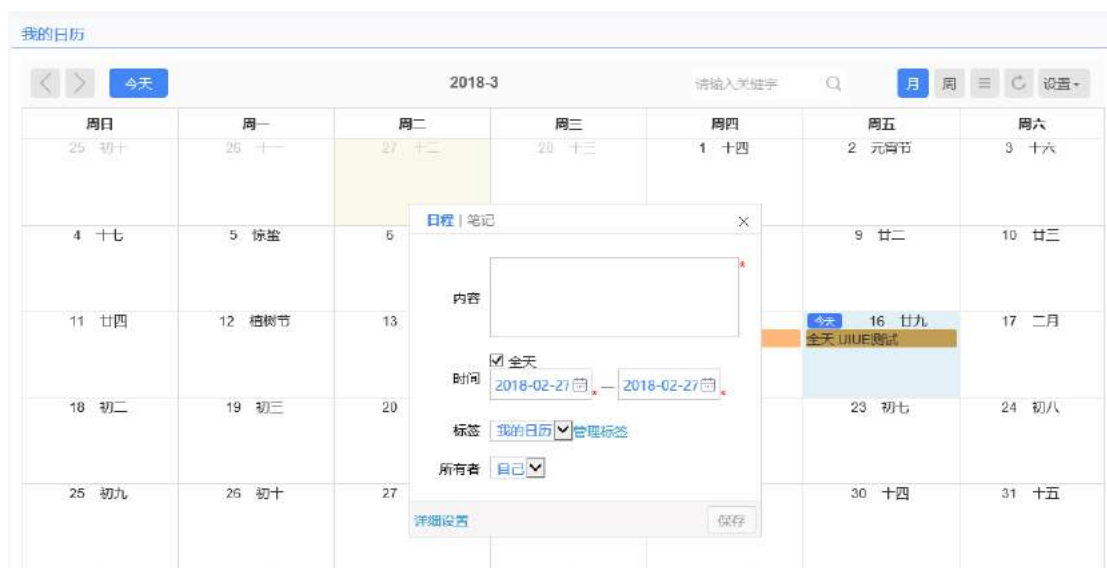 我的日历
今天 2018-3 请输入关键字 月 周 设置
周日 周一 周二 周三 周四 周五 周六
25 初十 26 十一 27 十二 28 十三 1 十四 2 元宵节 3 十六
日程 | 笔记
4 十七 5 惊蛰 6 9 廿二 10 廿三
*
内容
11 廿四 12 植树节 13 今天 16 廿九 17 二月
全天 UIUE测试
全天
时间 2018-02-27 * — 2018-02-27 *
18 初二 19 初三 20 23 初七 24 初八
标签 我的日历 管理标签
所有者 自己
25 初九 26 初十 27 30 十四 31 十五
详细设置 保存